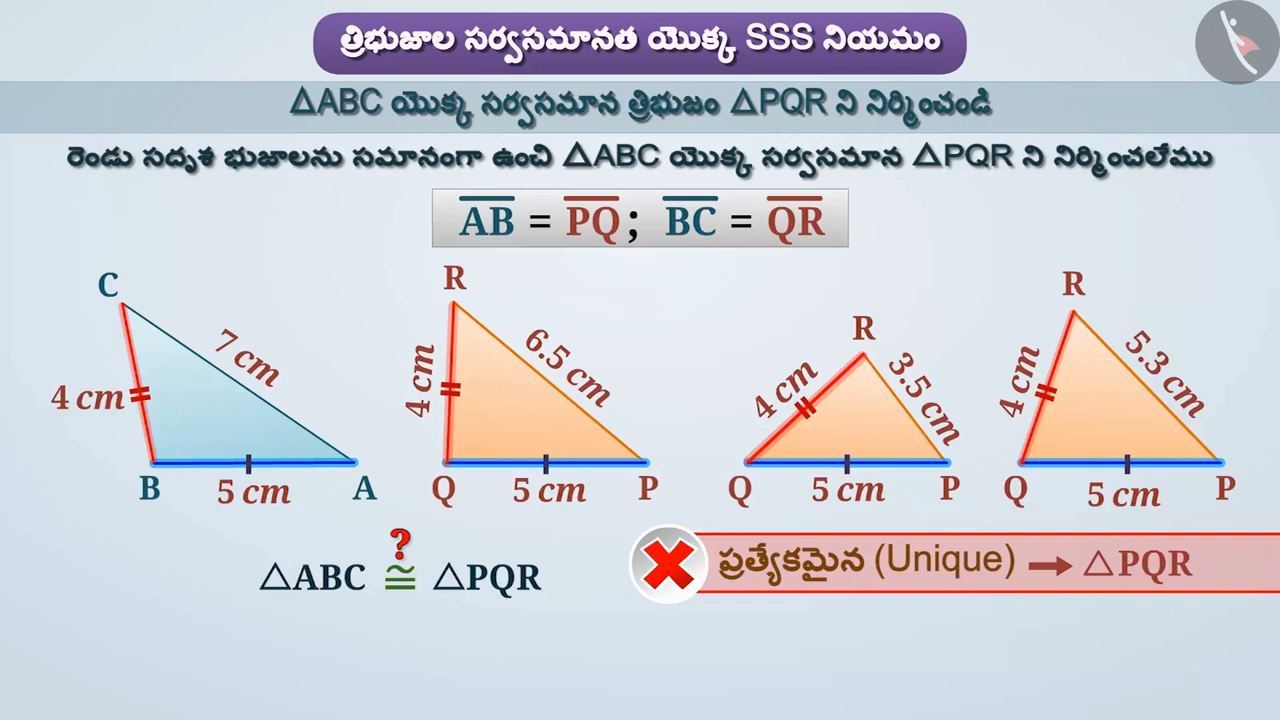 త్రిభుజాల సర్వసమానత యొక్క SSS నియమం
△ABC యొక్క సర్వసమాన త్రిభుజం △PQR ని నిర్మించండి
రెండు సదృశ భుజాలను సమానంగా ఉంచి △ABC యొక్క సర్వసమాన △PQR ని నిర్మించలేము
AB = PQ ; BC = QR
C
7 cm
4 cm
B
5 cm
A
R
4 cm
6.5 cm
Q
5 cm
P
R
4 cm
3.5 cm
Q
5 cm
P
R
4 cm
5.3 cm
Q
5 cm
P
?
△ABC ≅ △PQR
ప్రత్యేకమైన (Unique) → △PQR